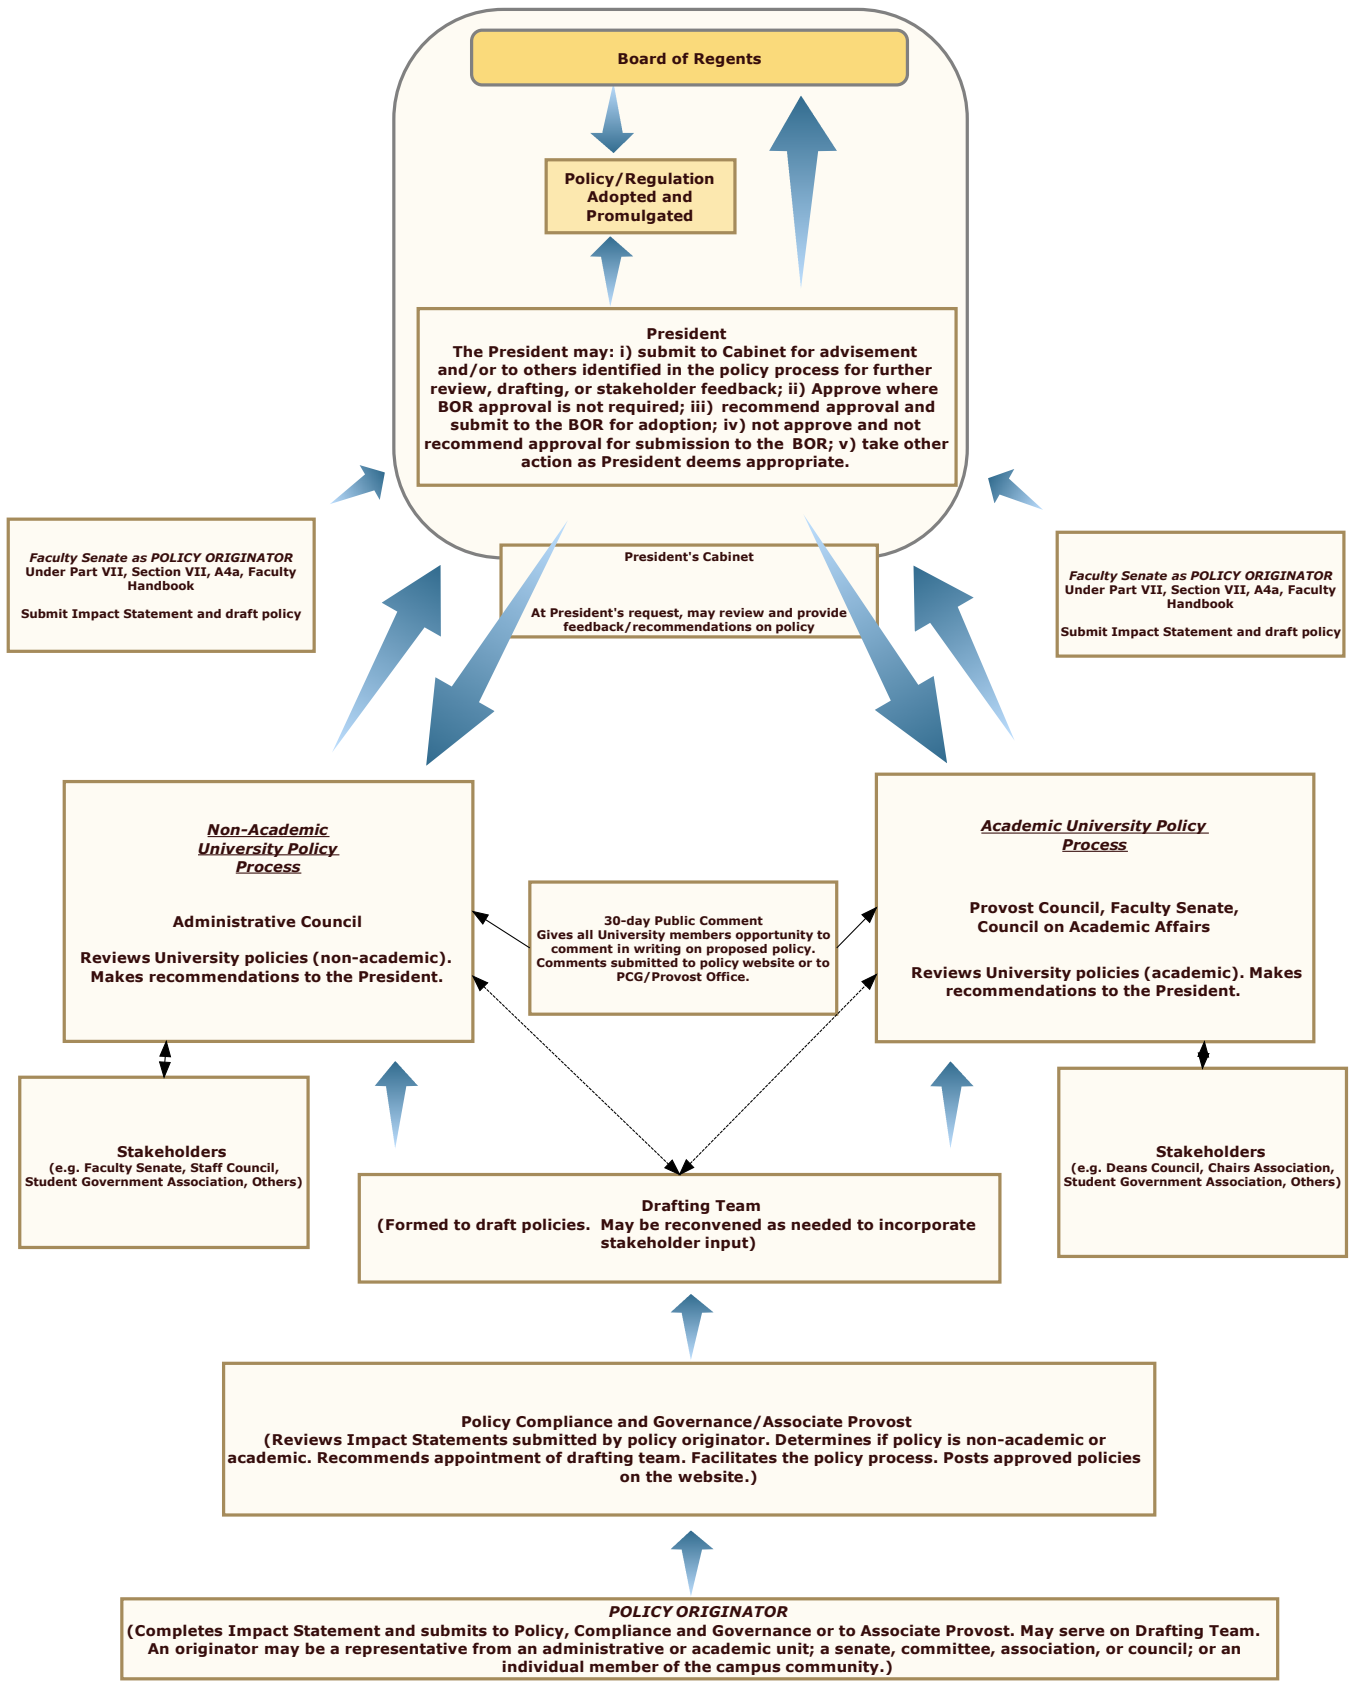 Board of Regents
Policy/Regulation
Adopted and
Promulgated
President
The President may: i) submit to Cabinet for advisement
and/or to others identified in the policy process for further
review, drafting, or stakeholder feedback; ii) Approve where
BOR approval is not required; iii) recommend approval and
submit to the BOR for adoption; iv) not approve and not
recommend approval for submission to the BOR; v) take other
action as President deems appropriate.
Faculty Senate as POLICY ORIGINATOR
Under Part VII, Section VII, A4a, Faculty
Handbook
Submit Impact Statement and draft policy
President's Cabinet
At President's request, may review and provide
feedback/recommendations on policy
Faculty Senate as POLICY ORIGINATOR
Under Part VII, Section VII, A4a, Faculty
Handbook
Submit Impact Statement and draft policy
Non-Academic
University Policy
Process
Administrative Council
Reviews University policies (non-academic).
Makes recommendations to the President.
30-day Public Comment
Gives all University members opportunity to
comment in writing on proposed policy.
Comments submitted to policy website or to
PCG/Provost Office.
Academic University Policy
Process
Provost Council, Faculty Senate,
Council on Academic Affairs
Reviews University policies (academic). Makes
recommendations to the President.
Stakeholders
(e.g. Faculty Senate, Staff Council,
Student Government Association, Others)
Stakeholders
(e.g. Deans Council, Chairs Association,
Student Government Association, Others)
Drafting Team
(Formed to draft policies. May be reconvened as needed to incorporate
stakeholder input)
Policy Compliance and Governance/Associate Provost
(Reviews Impact Statements submitted by policy originator. Determines if policy is non-academic or
academic. Recommends appointment of drafting team. Facilitates the policy process. Posts approved policies
on the website.)
POLICY ORIGINATOR
(Completes Impact Statement and submits to Policy, Compliance and Governance or to Associate Provost. May serve on Drafting Team.
An originator may be a representative from an administrative or academic unit; a senate, committee, association, or council; or an
individual member of the campus community.)